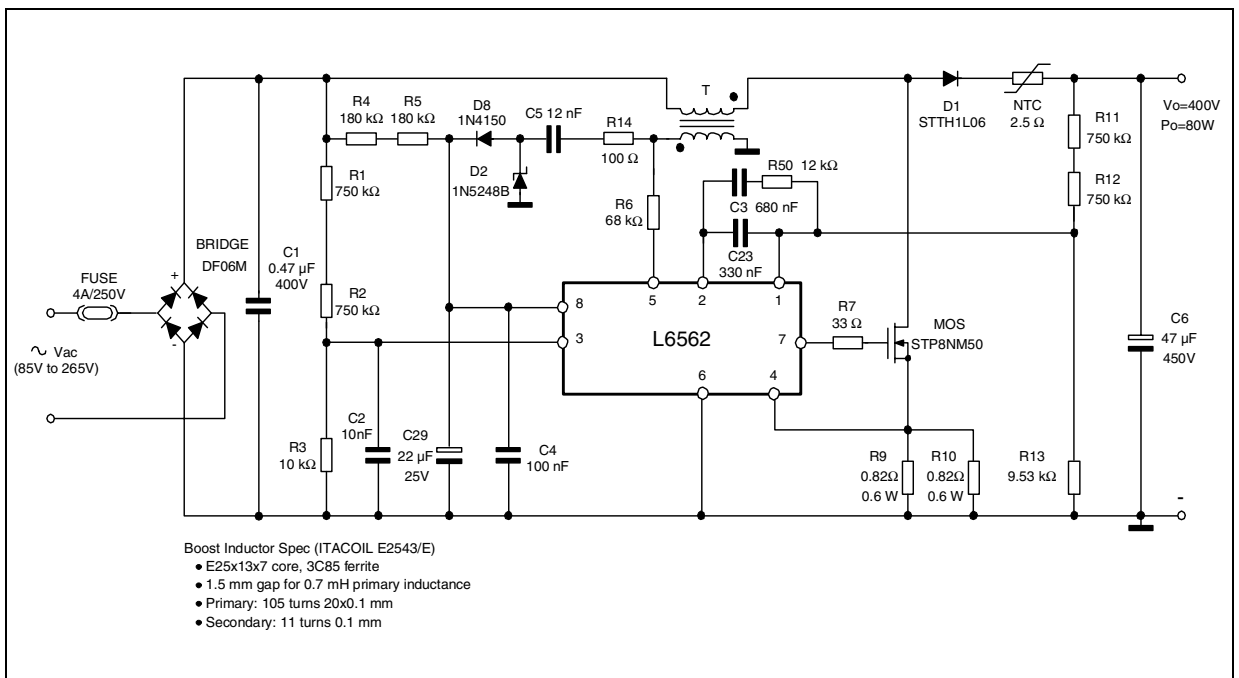 T
R4
180 kΩ
R5
180 kΩ
D8
1N4150
C5 12 nF
R14
100 Ω
D1
STTH1L06
NTC
2.5 Ω
Vo=400V
Po=80W
R11
750 kΩ
R12
750 kΩ
D2
1N5248B
R1
750 kΩ
R6
68 kΩ
R50 12 kΩ
C3 680 nF
C23
330 nF
BRIDGE
DF06M
+
-
FUSE
4A/250V
C1
0.47 µF
400V
R2
750 kΩ
8
3
5
2
1
L6562
7
6
4
R7
33 Ω
MOS
STP8NM50
C6
47 µF
450V
~ Vac
(85V to 265V)
R3
10 kΩ
C2
10nF
C29
22 µF
25V
C4
100 nF
R9
0.82Ω
0.6 W
R10
0.82Ω
0.6 W
R13
9.53 kΩ
-
Boost Inductor Spec (ITACOIL E2543/E)
● E25x13x7 core, 3C85 ferrite
● 1.5 mm gap for 0.7 mH primary inductance
● Primary: 105 turns 20x0.1 mm
● Secondary: 11 turns 0.1 mm